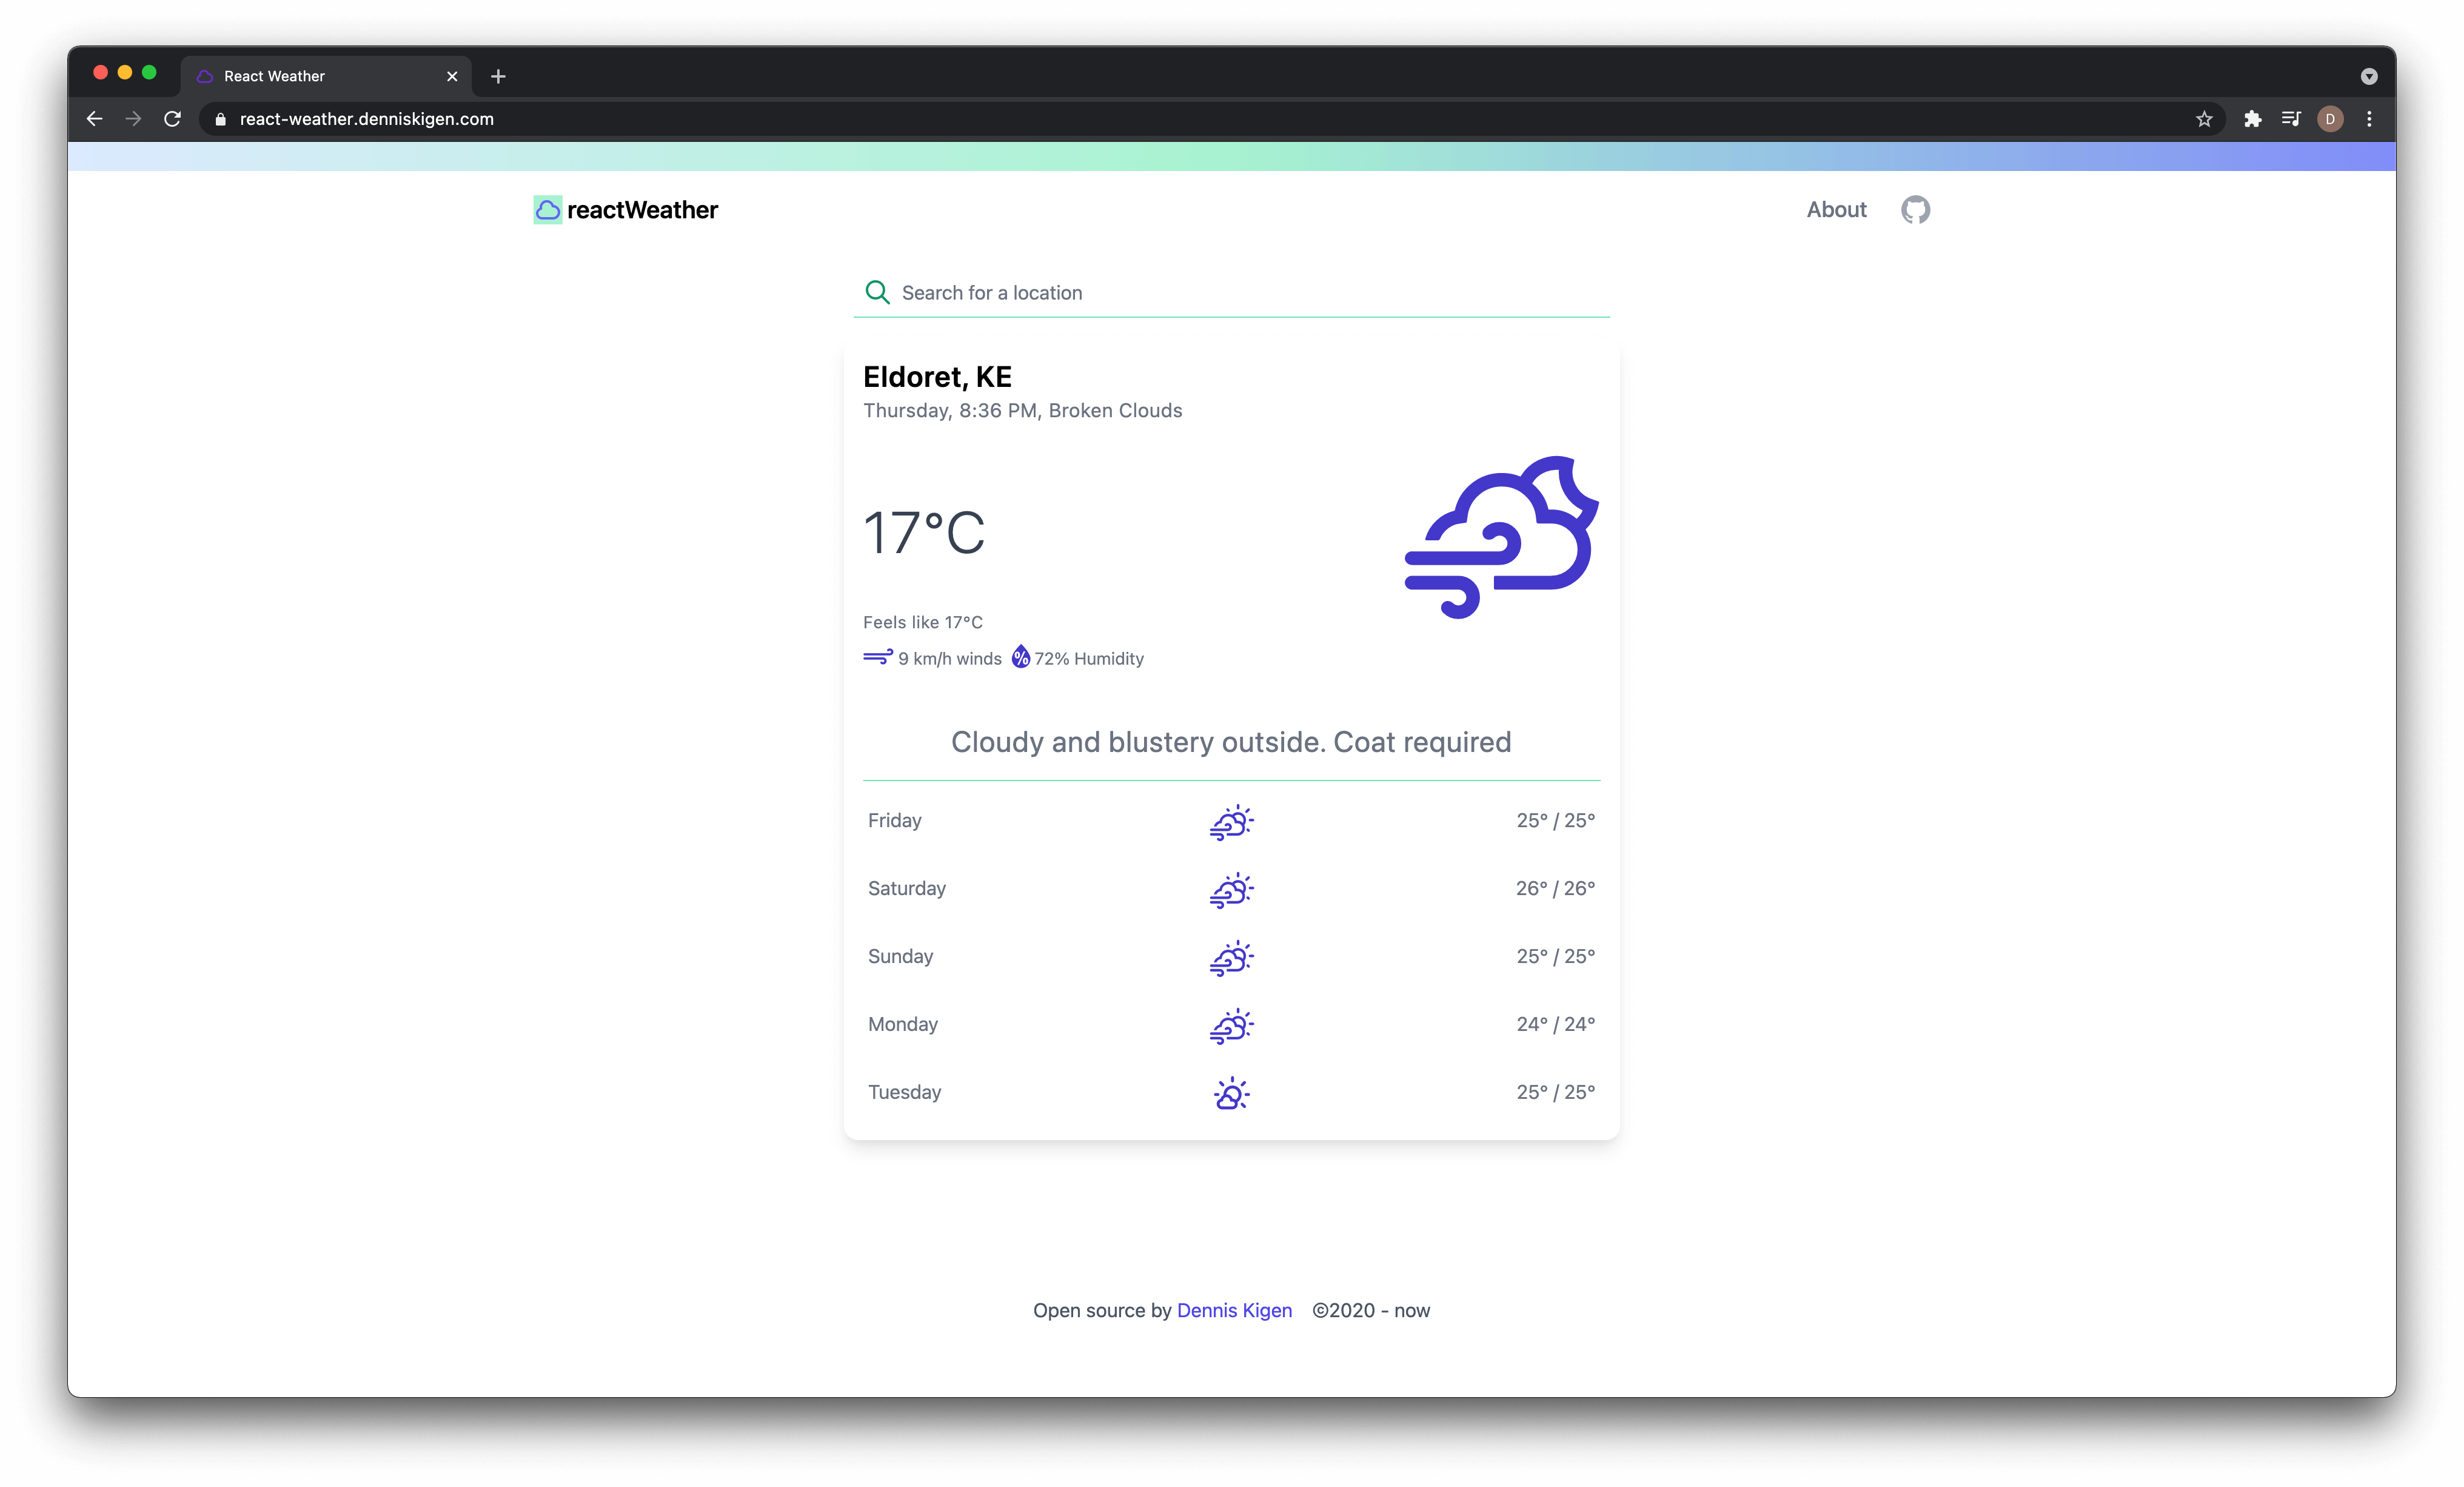 React Weather
react-weather.denniskigen.com
D
reactWeather
About
Search for a location
Eldoret, KE
Thursday, 8:36 PM, Broken Clouds
17°C
Feels like 17°C
9 km/h winds % 72% Humidity
Cloudy and blustery outside. Coat required
Friday 25° / 25°
Saturday 26° / 26°
Sunday 25° / 25°
Monday 24° / 24°
Tuesday 25° / 25°
Open source by Dennis Kigen ©2020 - now